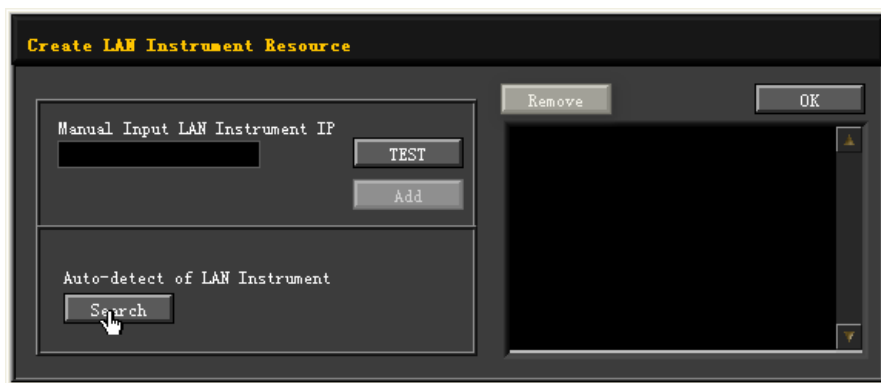 Create LAN Instrument Resource
Remove
OK
Manual Input LAN Instrument IP
TEST
Add
Auto-detect of LAN Instrument
Search